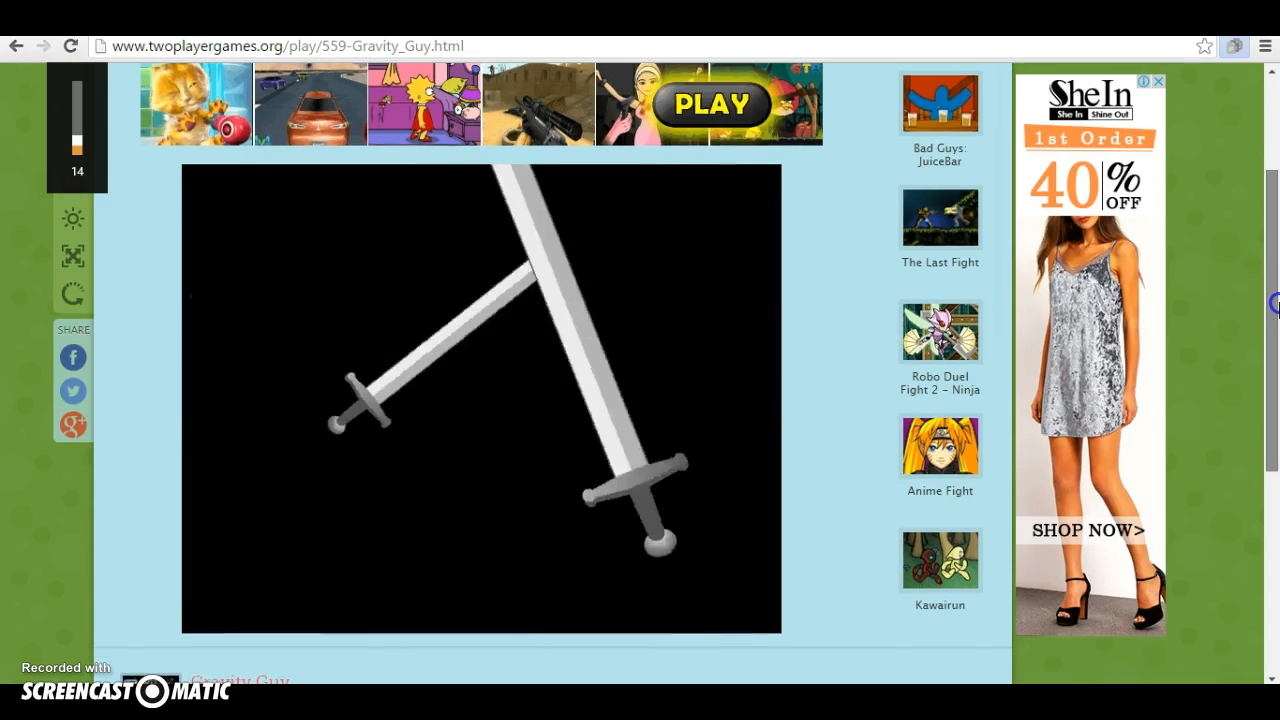 www.twoplayergames.org/play/559-Gravity_Guy.html
PLAY
14
SHARE
Bad Guys:
JuiceBar
The Last Fight
Robo Duel
Fight 2 - Ninja
Anime Fight
Kawairun
SheIn
She In Shine Out
1st Order
40% OFF
SHOP NOW>
Gravity Guy
Recorded with
SCREENCAST-O-MATIC